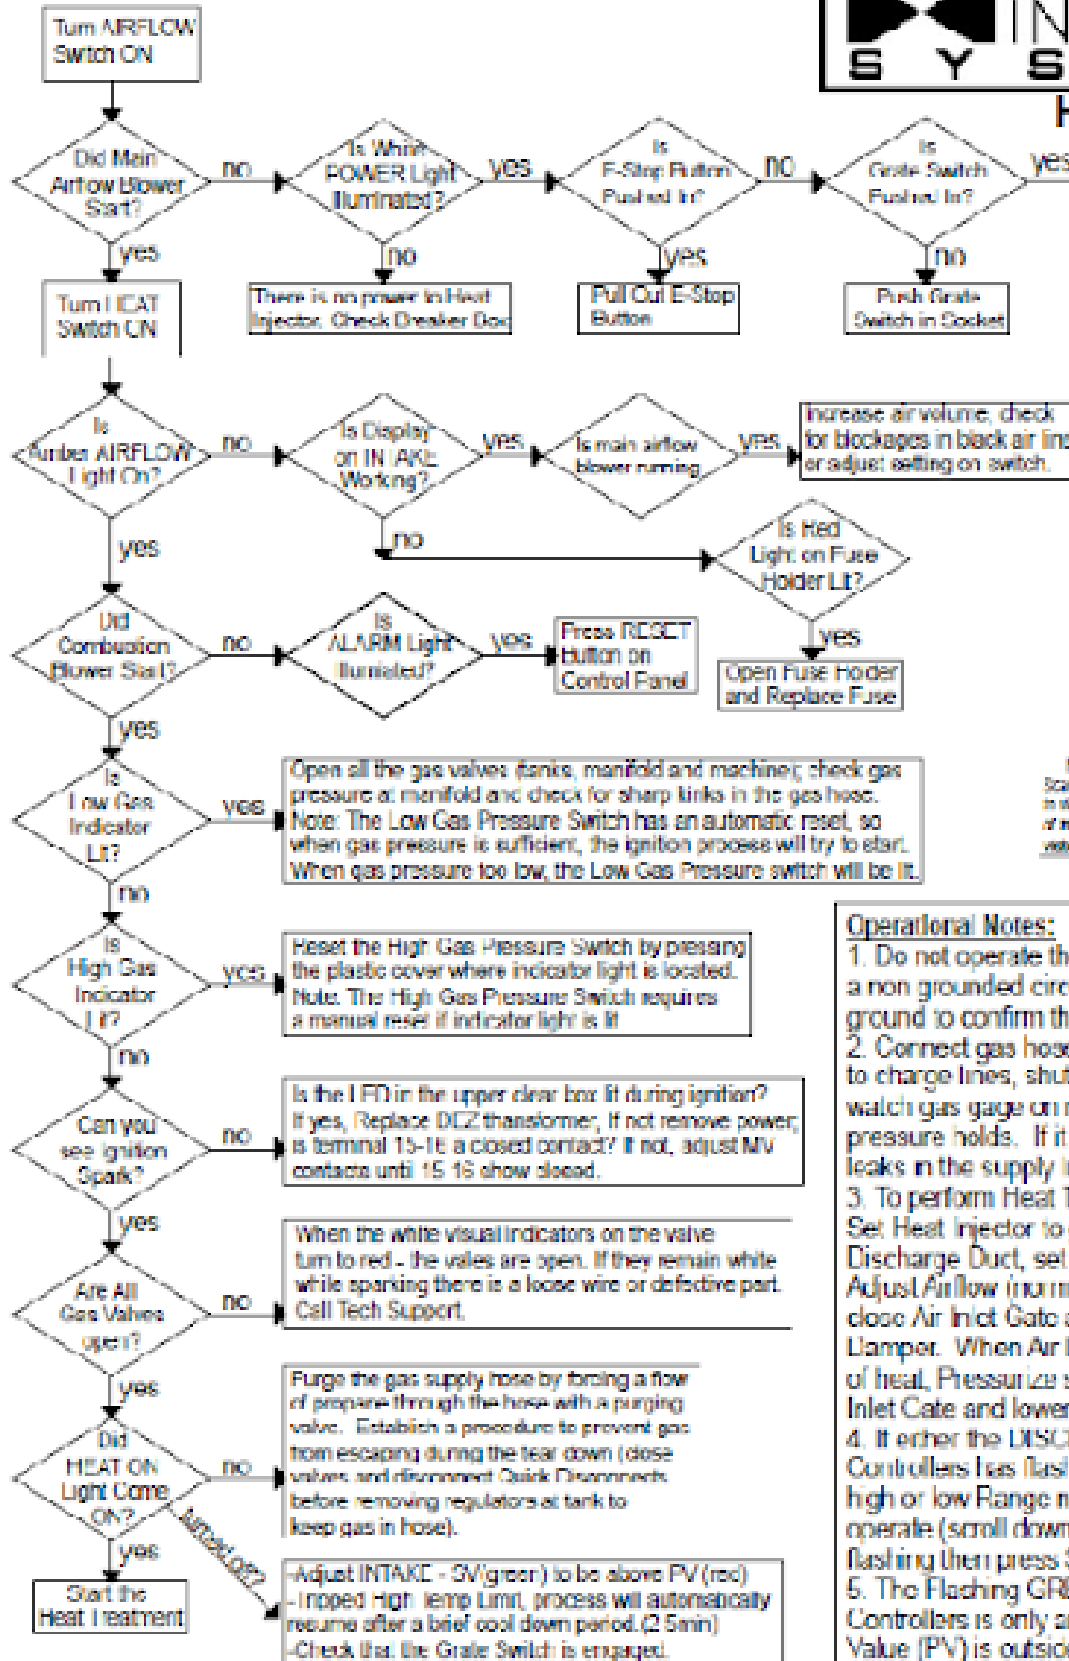 Turn AIRFLOW
Switch ON
IN
S Y S
H
Did Main
Airflow Blower
Start?
no
Is White
POWER Light
Illuminated?
yes
Is
E-Stop Button
Pushed In?
no
Is
Grate Switch
Pushed In?
yes
yes
no
yes
no
Turn HEAT
Switch ON
There is no power to Heat
Injector. Check Breaker Box
Pull Out E-Stop
Button
Push Grate
Switch in Socket
Is
Amber AIRFLOW
Light On?
no
Is Display
on INTAKE
Working?
yes
Is main airflow
blower running
yes
Increase air volume, check
for blockages in black air line
or adjust setting on switch.
yes
no
Is Red
Light on Fuse
Holder Lit?
yes
Open Fuse Holder
and Replace Fuse
Did
Combustion
Blower Start?
no
Is
ALARM Light
Illumiated?
yes
Press RESET
Button on
Control Panel
yes
Is
Low Gas
Indicator
Lit?
yes
Open all the gas valves (tanks, manifold and machine); check gas
pressure at manifold and check for sharp kinks in the gas hose.
Note: The Low Gas Pressure Switch has an automatic reset, so
when gas pressure is sufficient, the ignition process will try to start.
When gas pressure too low, the Low Gas Pressure switch will be lit.
no
Is
High Gas
Indicator
Lit?
yes
Reset the High Gas Pressure Switch by pressing
the plastic cover where indicator light is located.
Note: The High Gas Pressure Switch requires
a manual reset if indicator light is lit
no
Can you
see ignition
Spark?
no
Is the LED in the upper clear box lit during ignition?
If yes, Replace DEZ transformer, If not remove power,
is terminal 15-16 a closed contact? If not, adjust MV
contacts until 15-16 show closed.
yes
Are All
Gas Valves
open?
no
When the white visual indicators on the valve
turn to red - the vales are open. If they remain white
while sparking there is a loose wire or defective part.
Call Tech Support.
yes
Did
HEAT ON
Light Come
ON?
no
Purge the gas supply hose by forcing a flow
of propane through the hose with a purging
valve. Establish a procedure to prevent gas
from escaping during the tear down (close
valves and disconnect Quick Disconnects
before removing regulators at tank to
keep gas in hose).
turned off?
-Adjust INTAKE - SV(green) to be above PV (red)
-Tripped High Temp Limit, process will automatically
resume after a brief cool down period.(2-5min)
-Check that the Grate Switch is engaged.
yes
Start the
Heat Treatment
Operational Notes:
1. Do not operate th
a non grounded circ
ground to confirm th
2. Connect gas hose
to charge lines, shut
watch gas gage on
pressure holds. If it
leaks in the supply
3. To perform Heat T
Set Heat Injector to
Discharge Duct, set
Adjust Airflow (norm
close Air Inlet Gate a
Damper. When Air
of heat, Pressurize s
Inlet Gate and lower
4. If either the DISC
Controllers has flash
high or low Range
operate (scroll down
flashing then press S
5. The Flashing GRE
Controllers is only a
Value (PV) is outsid